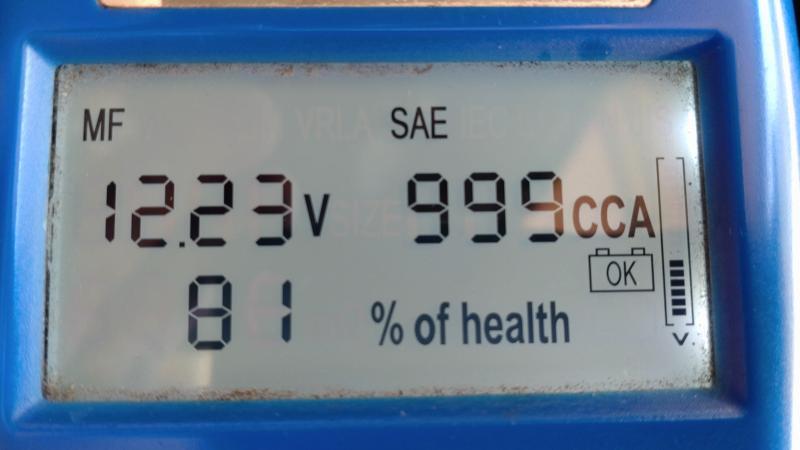 MF SAE
12.23 V 999 CCA
OK
81 % of health
V